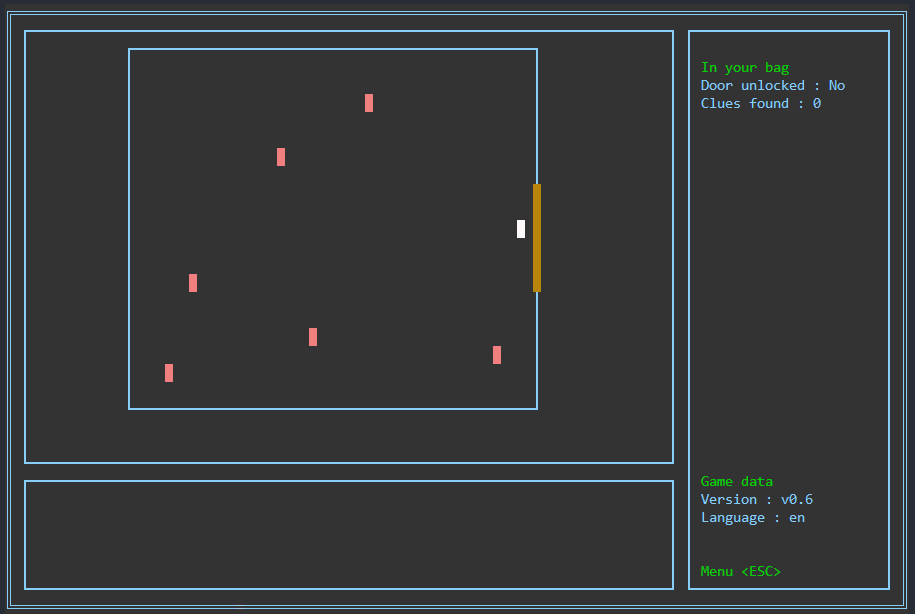 In your bag
Door unlocked : No
Clues found : 0
Game data
Version : v0.6
Language : en
Menu <ESC>